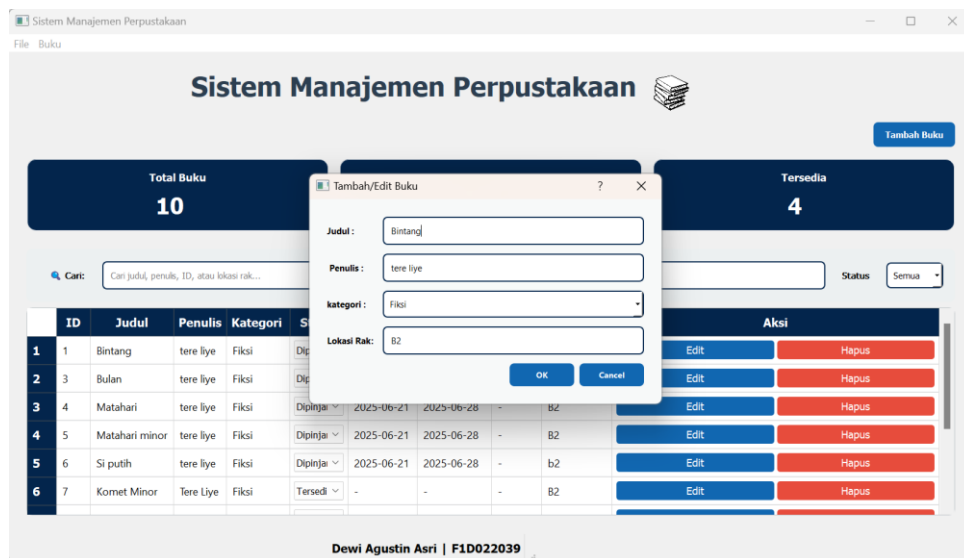 Sistem Manajemen Perpustakaan
File Buku
Sistem Manajemen Perpustakaan
Tambah Buku
Total Buku
10
Tersedia
4
Tambah/Edit Buku ?
Judul : Bintang
Penulis : tere liye
kategori : Fiksi
Lokasi Rak: B2
OK Cancel
Cari: Cari judul, penulis, ID, atau lokasi rak...
Status Semua
ID Judul Penulis Kategori Aksi
1 1 Bintang tere liye Fiksi Edit Hapus
2 3 Bulan tere liye Fiksi Edit Hapus
3 4 Matahari tere liye Fiksi Dipinja 2025-06-21 2025-06-28 - B2 Edit Hapus
4 5 Matahari minor tere liye Fiksi Dipinja 2025-06-21 2025-06-28 - B2 Edit Hapus
5 6 Si putih tere liye Fiksi Dipinja 2025-06-21 2025-06-28 - b2 Edit Hapus
6 7 Komet Minor Tere Liye Fiksi Tersedi - - - B2 Edit Hapus
Dewi Agustin Asri | F1D022039